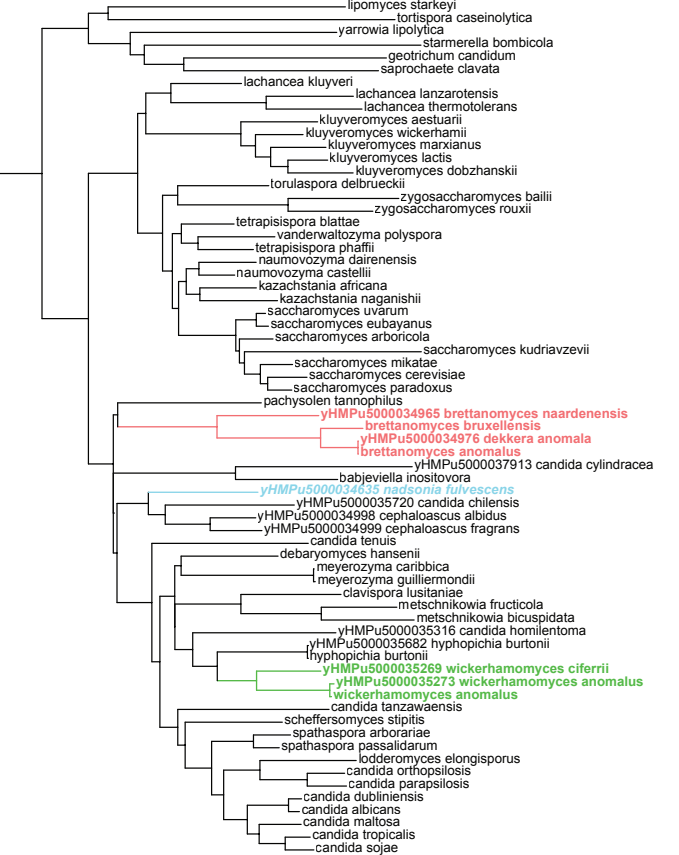 lipomyces starkeyi
tortispora caseinolytica
yarrowia lipolytica
starmerella bombicola
geotrichum candidum
saprochaete clavata
lachancea kluyveri
lachancea lanzarotensis
lachancea thermotolerans
kluyveromyces aestuarii
kluyveromyces wickerhamii
kluyveromyces marxianus
kluyveromyces lactis
kluyveromyces dobzhanskii
torulaspora delbrueckii
zygosaccharomyces bailii
zygosaccharomyces rouxii
tetrapisispora blattae
vanderwaltozyma polyspora
tetrapisispora phaffii
naumovozyma dairenensis
naumovozyma castellii
kazachstania africana
kazachstania naganishii
saccharomyces uvarum
saccharomyces eubayanus
saccharomyces arboricola
saccharomyces kudriavzevii
saccharomyces mikatae
saccharomyces cerevisiae
saccharomyces paradoxus
pachysolen tannophilus
yHMPu5000034965 brettanomyces naardenensis
brettanomyces bruxellensis
yHMPu5000034976 dekkera anomala
brettanomyces anomalus
yHMPu5000037913 candida cylindracea
babjeviella inositovora
yHMPu5000034635 nadsonia fulvescens
yHMPu5000035720 candida chilensis
yHMPu5000034998 cephaloascus albidus
yHMPu5000034999 cephaloascus fragrans
candida tenuis
debaryomyces hansenii
meyerozyma caribbica
meyerozyma guilliermondii
clavispora lusitaniae
metschnikowia fructicola
metschnikowia bicuspidata
yHMPu5000035316 candida homilentoma
yHMPu5000035682 hyphopichia burtonii
hyphopichia burtonii
yHMPu5000035269 wickerhamomyces ciferrii
yHMPu5000035273 wickerhamomyces anomalus
wickerhamomyces anomalus
candida tanzawaensis
scheffersomyces stipitis
spathaspora arborariae
spathaspora passalidarum
lodderomyces elongisporus
candida orthopsilosis
candida parapsilosis
candida dubliniensis
candida albicans
candida maltosa
candida tropicalis
candida sojae